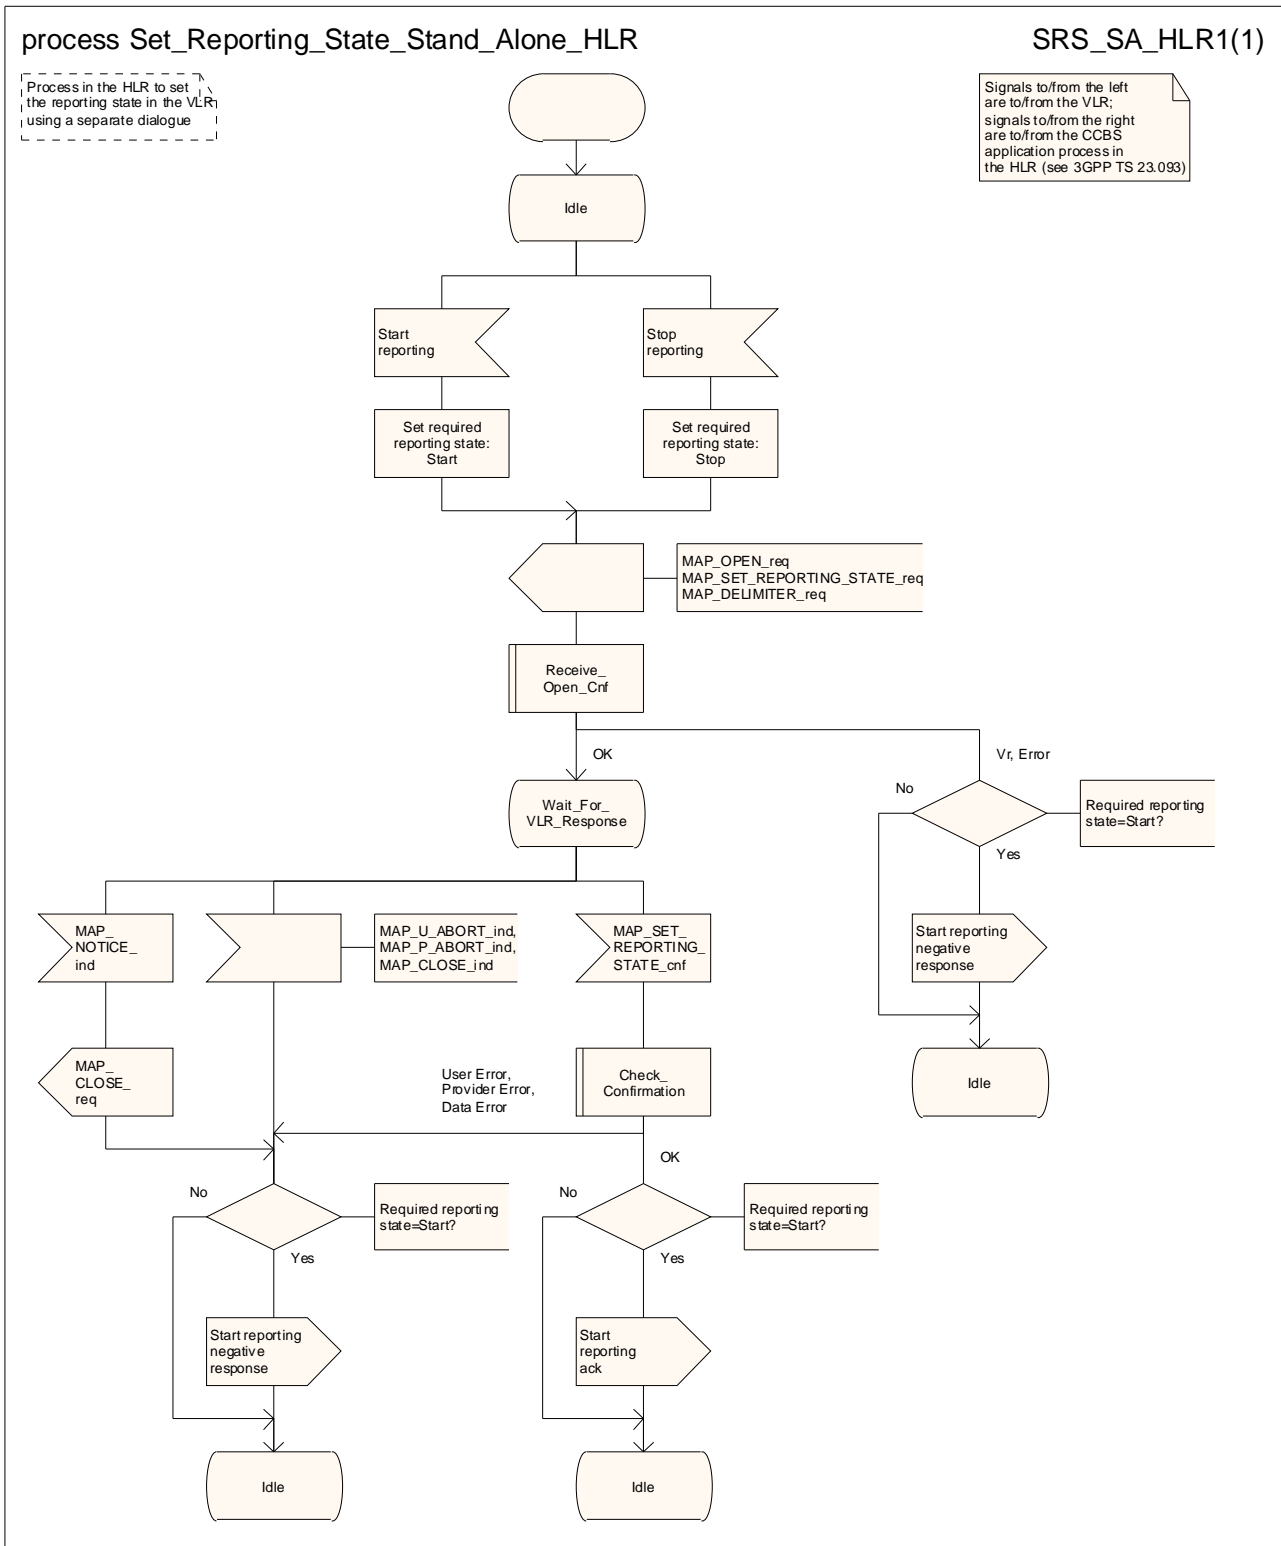 process Set_Reporting_State_Stand_Alone_HLR
SRS_SA_HLR1(1)
Process in the HLR to set
the reporting state in the VLR
using a separate dialogue
Signals to/from the left
are to/from the VLR;
signals to/from the right
are to/from the CCBS
application process in
the HLR (see 3GPP TS 23.093)
Idle
Start
reporting
Stop
reporting
Set required
reporting state:
Start
Set required
reporting state:
Stop
MAP_OPEN_req
MAP_SET_REPORTING_STATE_req
MAP_DELIMITER_req
Receive_
Open_Cnf
OK
Vr, Error
Wait_For_
VLR_Response
No
Required reporting
state=Start?
Yes
MAP_
NOTICE_
ind
MAP_U_ABORT_ind,
MAP_P_ABORT_ind,
MAP_CLOSE_ind
MAP_SET_
REPORTING_
STATE_cnf
Start reporting
negative
response
MAP_
CLOSE_
req
User Error,
Provider Error,
Data Error
Check_
Confirmation
Idle
OK
No
Required reporting
state=Start?
Yes
No
Required reporting
state=Start?
Yes
Start reporting
negative
response
Start
reporting
ack
Idle
Idle